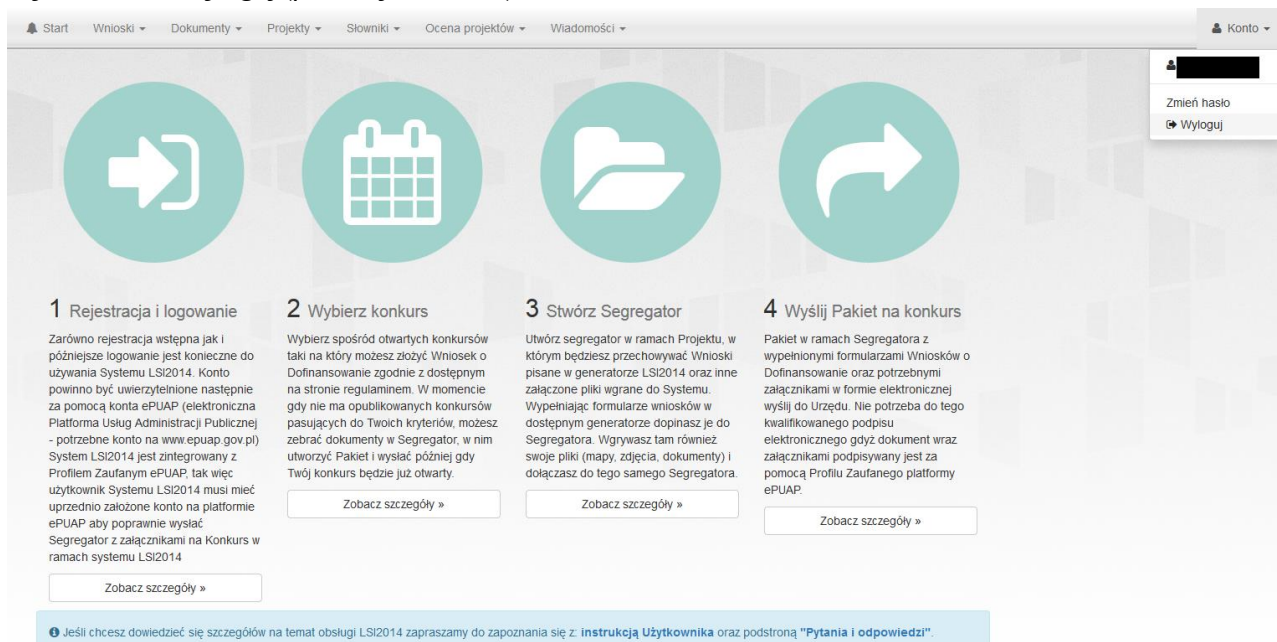 Start Wnioski Dokumenty Projekty Słowniki Ocena projektów Wiadomości Konto
Zmień hasło
Wyloguj
1 Rejestracja i logowanie
Zarówno rejestracja wstępna jak i
późniejsze logowanie jest konieczne do
używania Systemu LSI2014. Konto
powinno być uwierzytelnione następnie
za pomocą konta ePUAP (elektroniczna
Platforma Usług Administracji Publicznej
- potrzebne konto na www.epuap.gov.pl)
System LSI2014 jest zintegrowany z
Profilem Zaufanym ePUAP, tak więc
użytkownik Systemu LSI2014 musi mieć
uprzednio założone konto na platformie
ePUAP aby poprawnie wysłać
Segregator z załącznikami na Konkurs w
ramach systemu LSI2014
Zobacz szczegóły »
2 Wybierz konkurs
Wybierz spośród otwartych konkursów
taki na który możesz złożyć Wniosek o
Dofinansowanie zgodnie z dostępnym
na stronie regulaminem. W momencie
gdy nie ma opublikowanych konkursów
pasujących do Twoich kryteriów, możesz
zebrać dokumenty w Segregator, w nim
utworzyć Pakiet i wysłać później gdy
Twój konkurs będzie już otwarty.
Zobacz szczegóły »
3 Stwórz Segregator
Utwórz segregator w ramach Projektu, w
którym będziesz przechowywać Wnioski
pisane w generatorze LSI2014 oraz inne
załączone pliki wgrane do Systemu.
Wypełniając formularze wniosków w
dostępnym generatorze dopinasz je do
Segregatora. Wgrywasz tam również
swoje pliki (mapy, zdjęcia, dokumenty) i
dołączasz do tego samego Segregatora.
Zobacz szczegóły »
4 Wyślij Pakiet na konkurs
Pakiet w ramach Segregatora z
wypełnionymi formularzami Wniosków o
Dofinansowanie oraz potrzebnymi
załącznikami w formie elektronicznej
wyślij do Urzędu. Nie potrzeba do tego
kwalifikowanego podpisu
elektronicznego gdyż dokument wraz
załącznikami podpisywany jest za
pomocą Profilu Zaufanego platformy
ePUAP.
Zobacz szczegóły »
Jeśli chcesz dowiedzieć się szczegółów na temat obsługi LSI2014 zapraszamy do zapoznania się z: instrukcją Użytkownika oraz podstroną "Pytania i odpowiedzi".